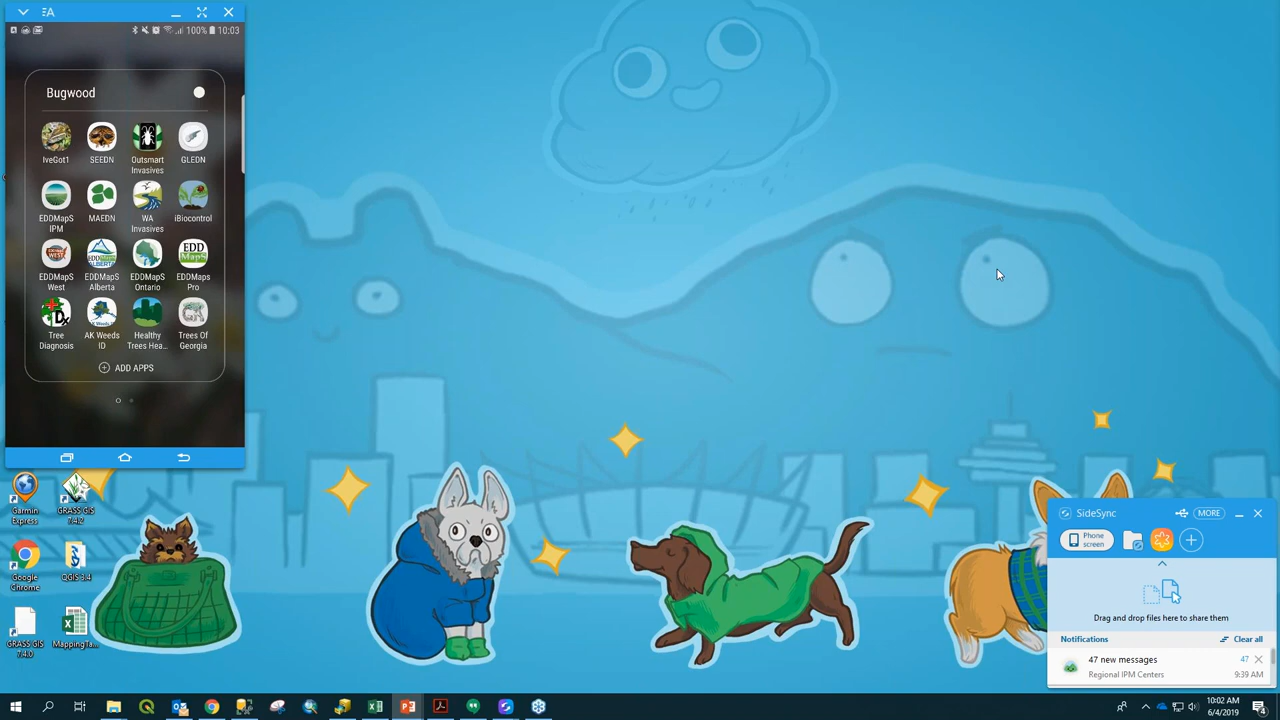 100% 10:03
Bugwood
IveGot1
SEEDN
Outsmart
Invasives
GLEDN
EDDMapS
IPM
MAEDN
WA
Invasives
iBiocontrol
EDDMapS
West
EDDMapS
Alberta
EDDMapS
Ontario
EDD
MapS
EDDMaps
Pro
Tree
Diagnosis
AK Weeds
ID
Healthy
Trees Hea...
Trees Of
Georgia
ADD APPS
Garmin
Express
GRASS GIS
7.4.2
Google
Chrome
QGIS 3.4
GRASS GIS
7.4.0
MappingTa...
SideSync
MORE
Phone
screen
Drag and drop files here to share them
Notifications
Clear all
47 new messages
47
Regional IPM Centers
9:39 AM
10:02 AM
6/4/2019
4